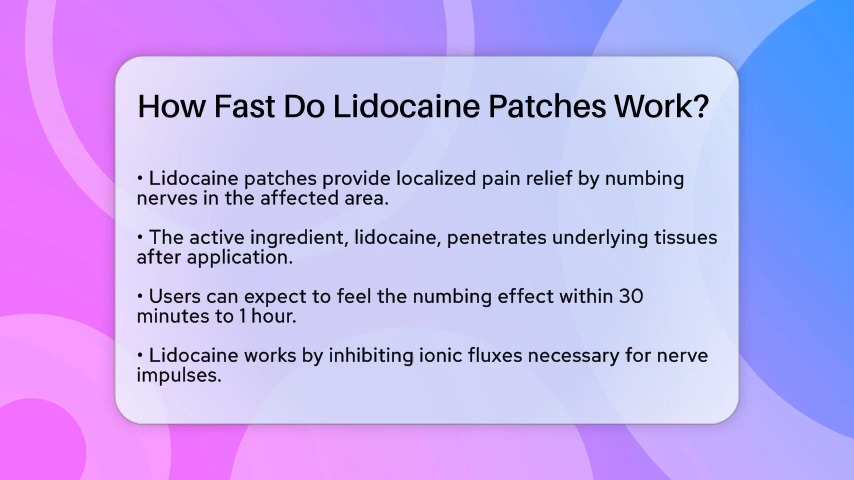 How Fast Do Lidocaine Patches Work?
• Lidocaine patches provide localized pain relief by numbing
nerves in the affected area.
• The active ingredient, lidocaine, penetrates underlying tissues
after application.
• Users can expect to feel the numbing effect within 30
minutes to 1 hour.
• Lidocaine works by inhibiting ionic fluxes necessary for nerve
impulses.